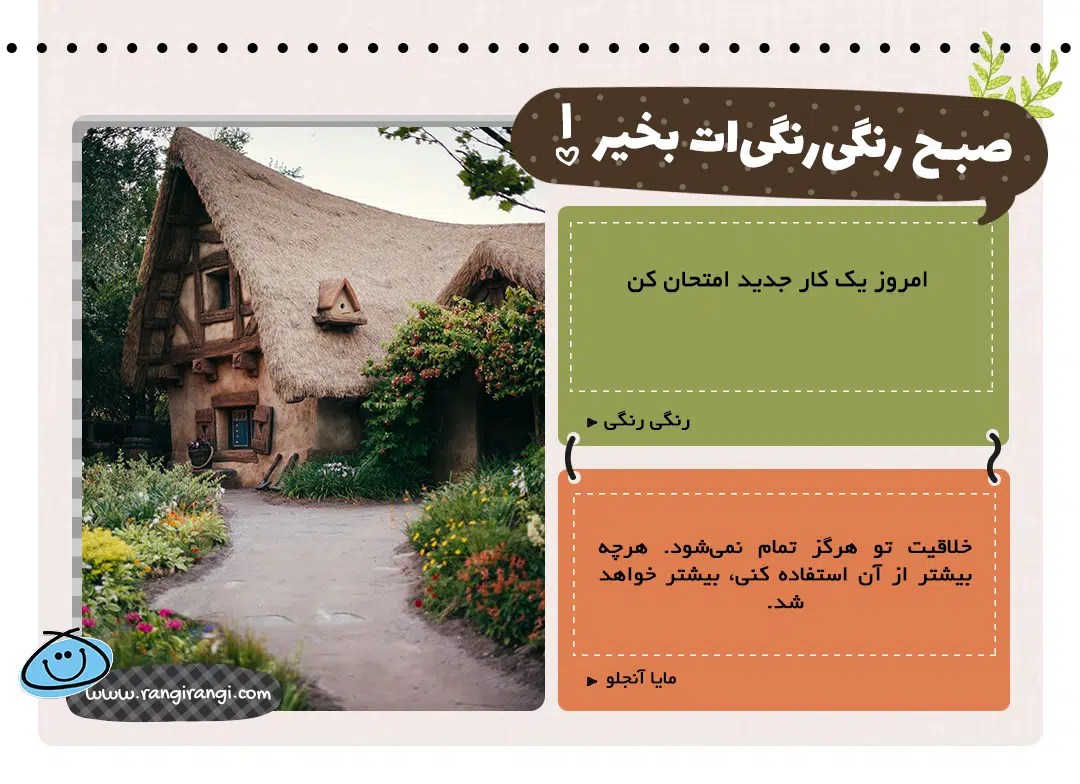 صبح رنگی‌رنگی‌ات بخیر !
امروز یک کار جدید امتحان کن
رنگی رنگی
خلاقیت تو هرگز تمام نمی‌شود. هرچه
بیشتر از آن استفاده کنی، بیشتر خواهد
شد.
مایا آنجلو
www.rangirangi.com